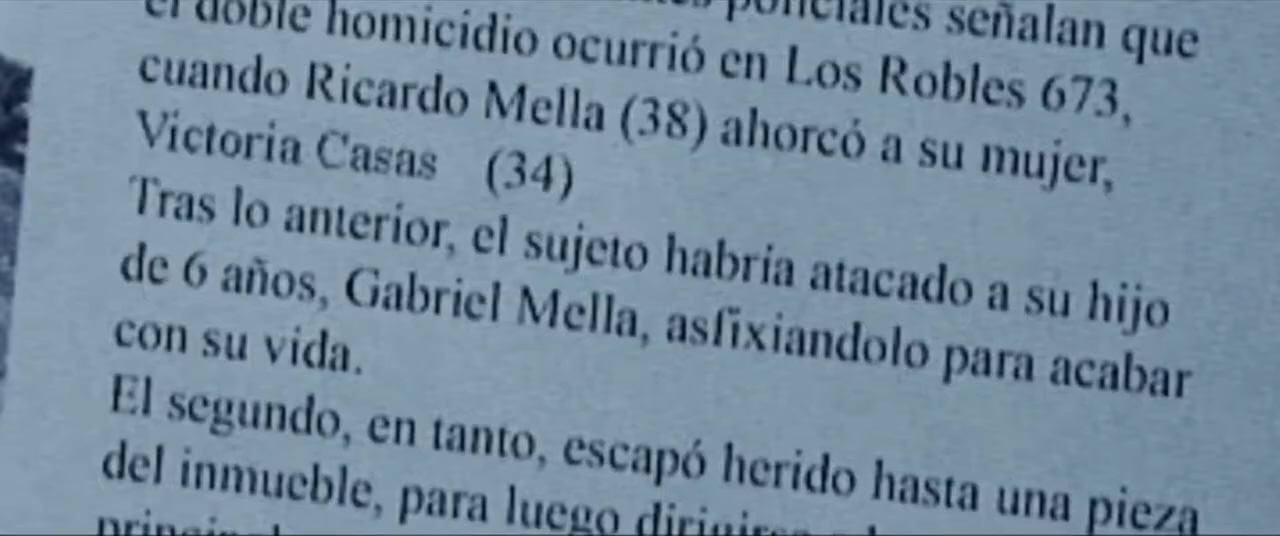 policiales señalan que
el doble homicidio ocurrió en Los Robles 673,
cuando Ricardo Mella (38) ahorcó a su mujer,
Victoria Casas (34)
Tras lo anterior, el sujeto habria atacado a su hijo
de 6 años, Gabriel Mella, asfixiandolo para acabar
con su vida.
El segundo, en tanto, escapó herido hasta una pieza
del inmueble, para luego